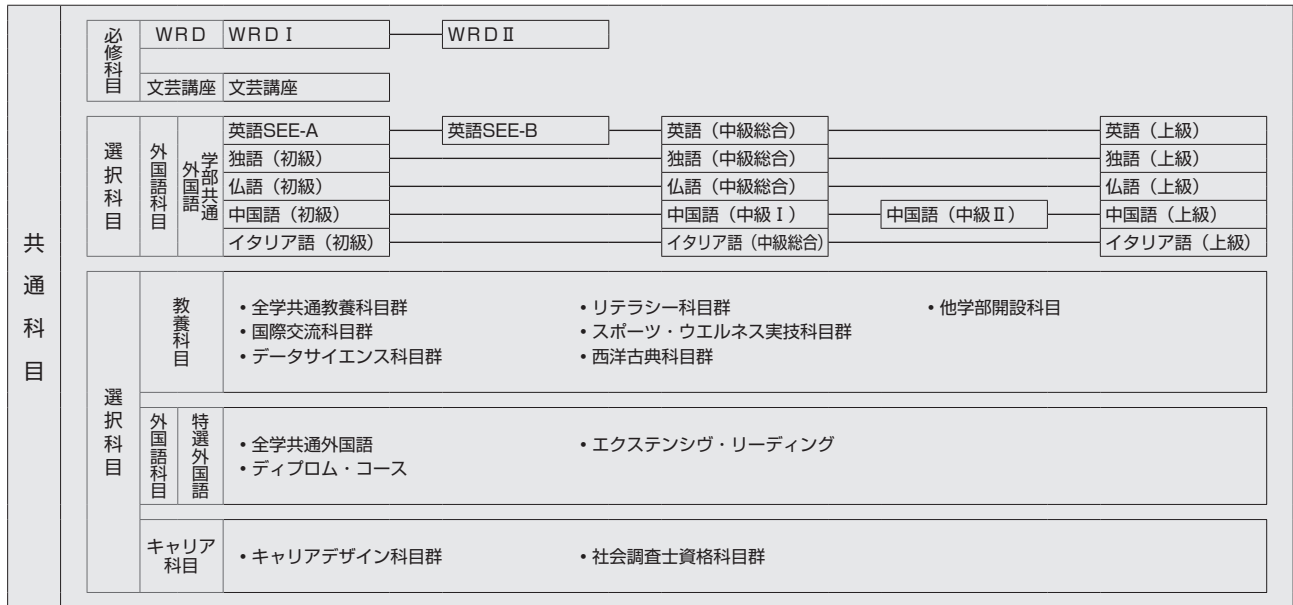 共通科目
必修科目
WRD
WRDⅠ
WRDⅡ
文芸講座
文芸講座
選択科目
外国語科目
学部共通
外国語
英語SEE-A
英語SEE-B
英語（中級総合）
英語（上級）
独語（初級）
独語（中級総合）
独語（上級）
仏語（初級）
仏語（中級総合）
仏語（上級）
中国語（初級）
中国語（中級Ⅰ）
中国語（中級Ⅱ）
中国語（上級）
イタリア語（初級）
イタリア語（中級総合）
イタリア語（上級）
選択科目
教養科目
•全学共通教養科目群
•リテラシー科目群
•他学部開設科目
•国際交流科目群
•スポーツ・ウエルネス実技科目群
•データサイエンス科目群
•西洋古典科目群
外国語科目
特選外国語
•全学共通外国語
•エクステンシヴ・リーディング
•ディプロム・コース
キャリア
科目
•キャリアデザイン科目群
•社会調査士資格科目群